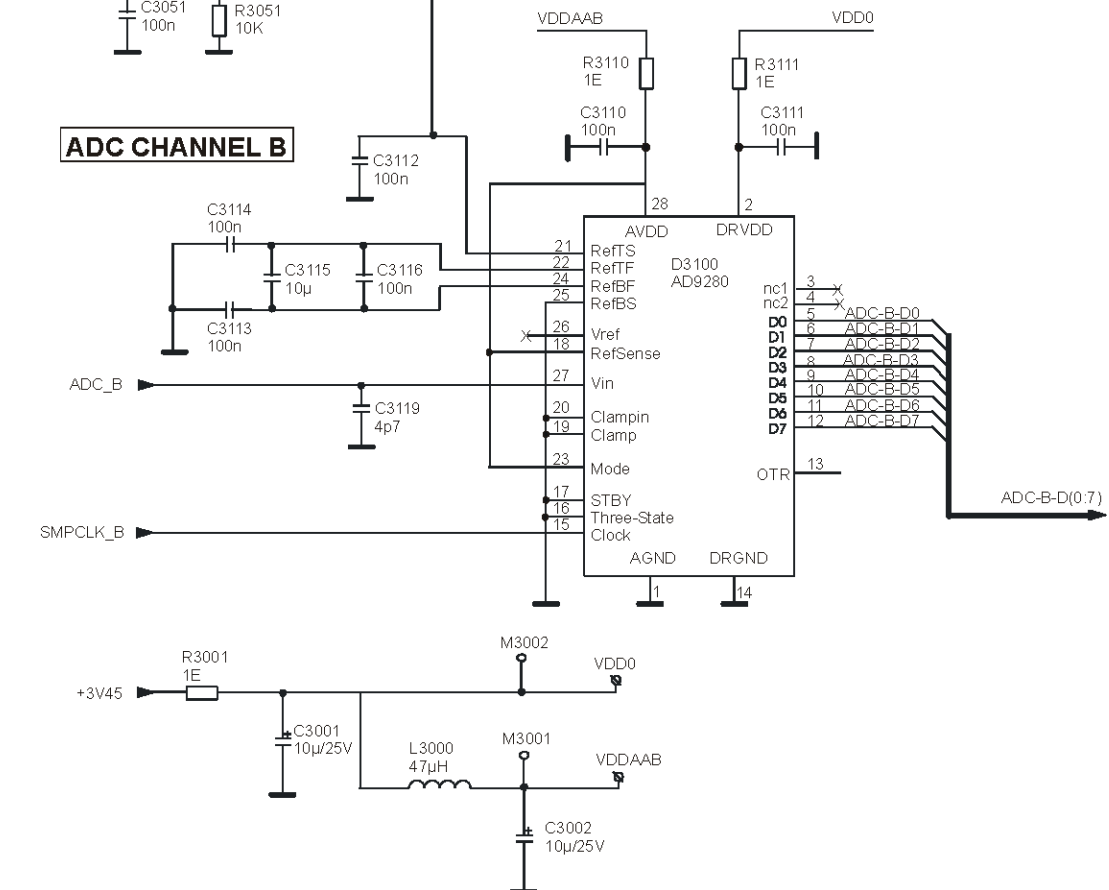 C3051
100n
R3051
10K
VDDAAB
VDD0
R3110
1E
R3111
1E
C3110
100n
C3111
100n
ADC CHANNEL B
C3112
100n
C3114
100n
28
2
AVDD
DRVDD
21
RefTS
22
RefTF
24
RefBF
25
RefBS
D3100
AD9280
C3115
10µ
C3116
100n
C3113
100n
nc1
3
nc2
4
D0
5
ADC-B-D0
D1
6
ADC-B-D1
D2
7
ADC-B-D2
D3
8
ADC-B-D3
D4
9
ADC-B-D4
D5
10
ADC-B-D5
D6
11
ADC-B-D6
D7
12
ADC-B-D7
26
Vref
18
RefSense
ADC_B
27
Vin
C3119
4p7
20
Clampin
19
Clamp
23
Mode
OTR
13
17
STBY
16
Three-State
15
Clock
ADC-B-D(0:7)
SMPCLK_B
AGND
DRGND
1
14
R3001
1E
M3002
VDD0
+3V45
C3001
10µ/25V
L3000
47µH
M3001
VDDAAB
C3002
10µ/25V